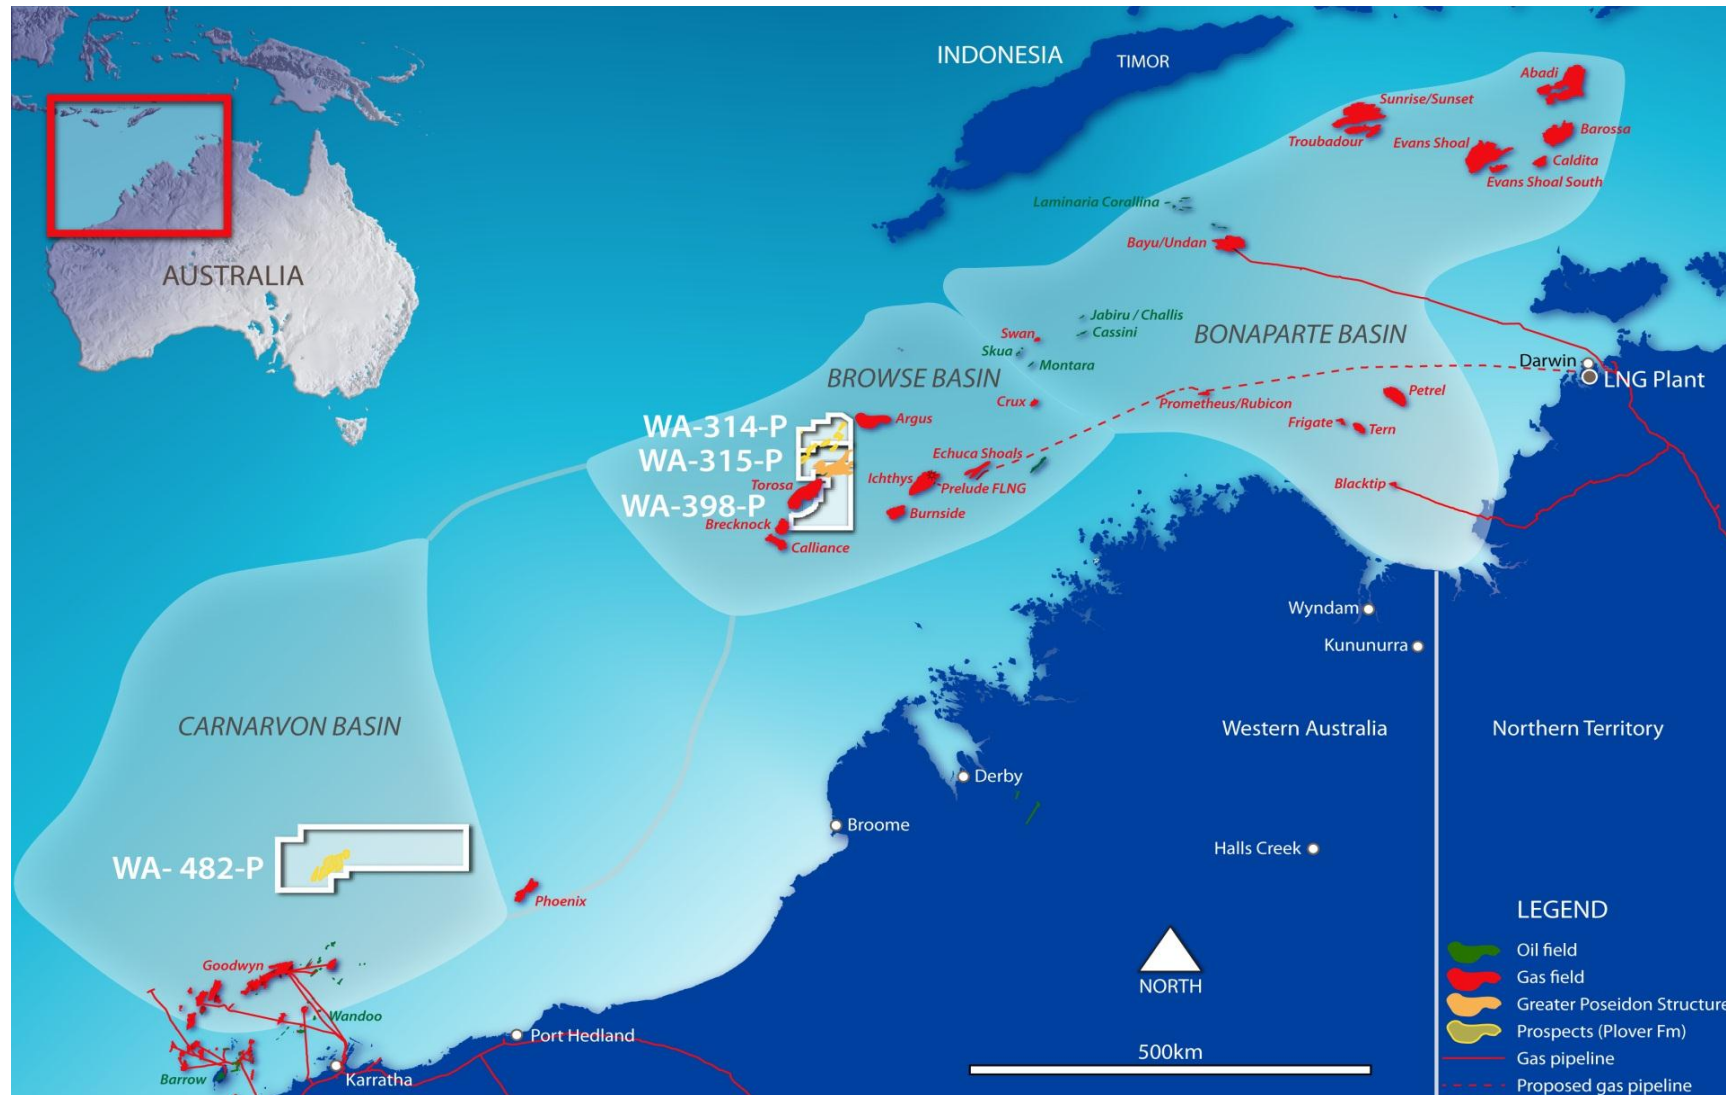 INDONESIA
TIMOR
Abadi
Sunrise/Sunset
Troubadour
Evans Shoal
Barossa
Caldita
Evans Shoal South
Laminaria Corallina
Bayu/Undan
AUSTRALIA
Jabiru / Challis
Cassini
Swan
Skua
Montara
BONAPARTE BASIN
BROWSE BASIN
Darwin
LNG Plant
Crux
Prometheus/Rubicon
Petrel
Frigate
Tern
WA-314-P
Argus
WA-315-P
Echuca Shoals
Torosa
Ichthys
Prelude FLNG
Blacktip
WA-398-P
Burnside
Brecknock
Calliance
Wyndam
Kununurra
CARNARVON BASIN
Western Australia
Northern Territory
Derby
Broome
Halls Creek
WA- 482-P
Phoenix
Goodwyn
Wandoo
Barrow
Karratha
Port Hedland
NORTH
500km
LEGEND
Oil field
Gas field
Greater Poseidon Structure
Prospects (Plover Fm)
Gas pipeline
Proposed gas pipeline